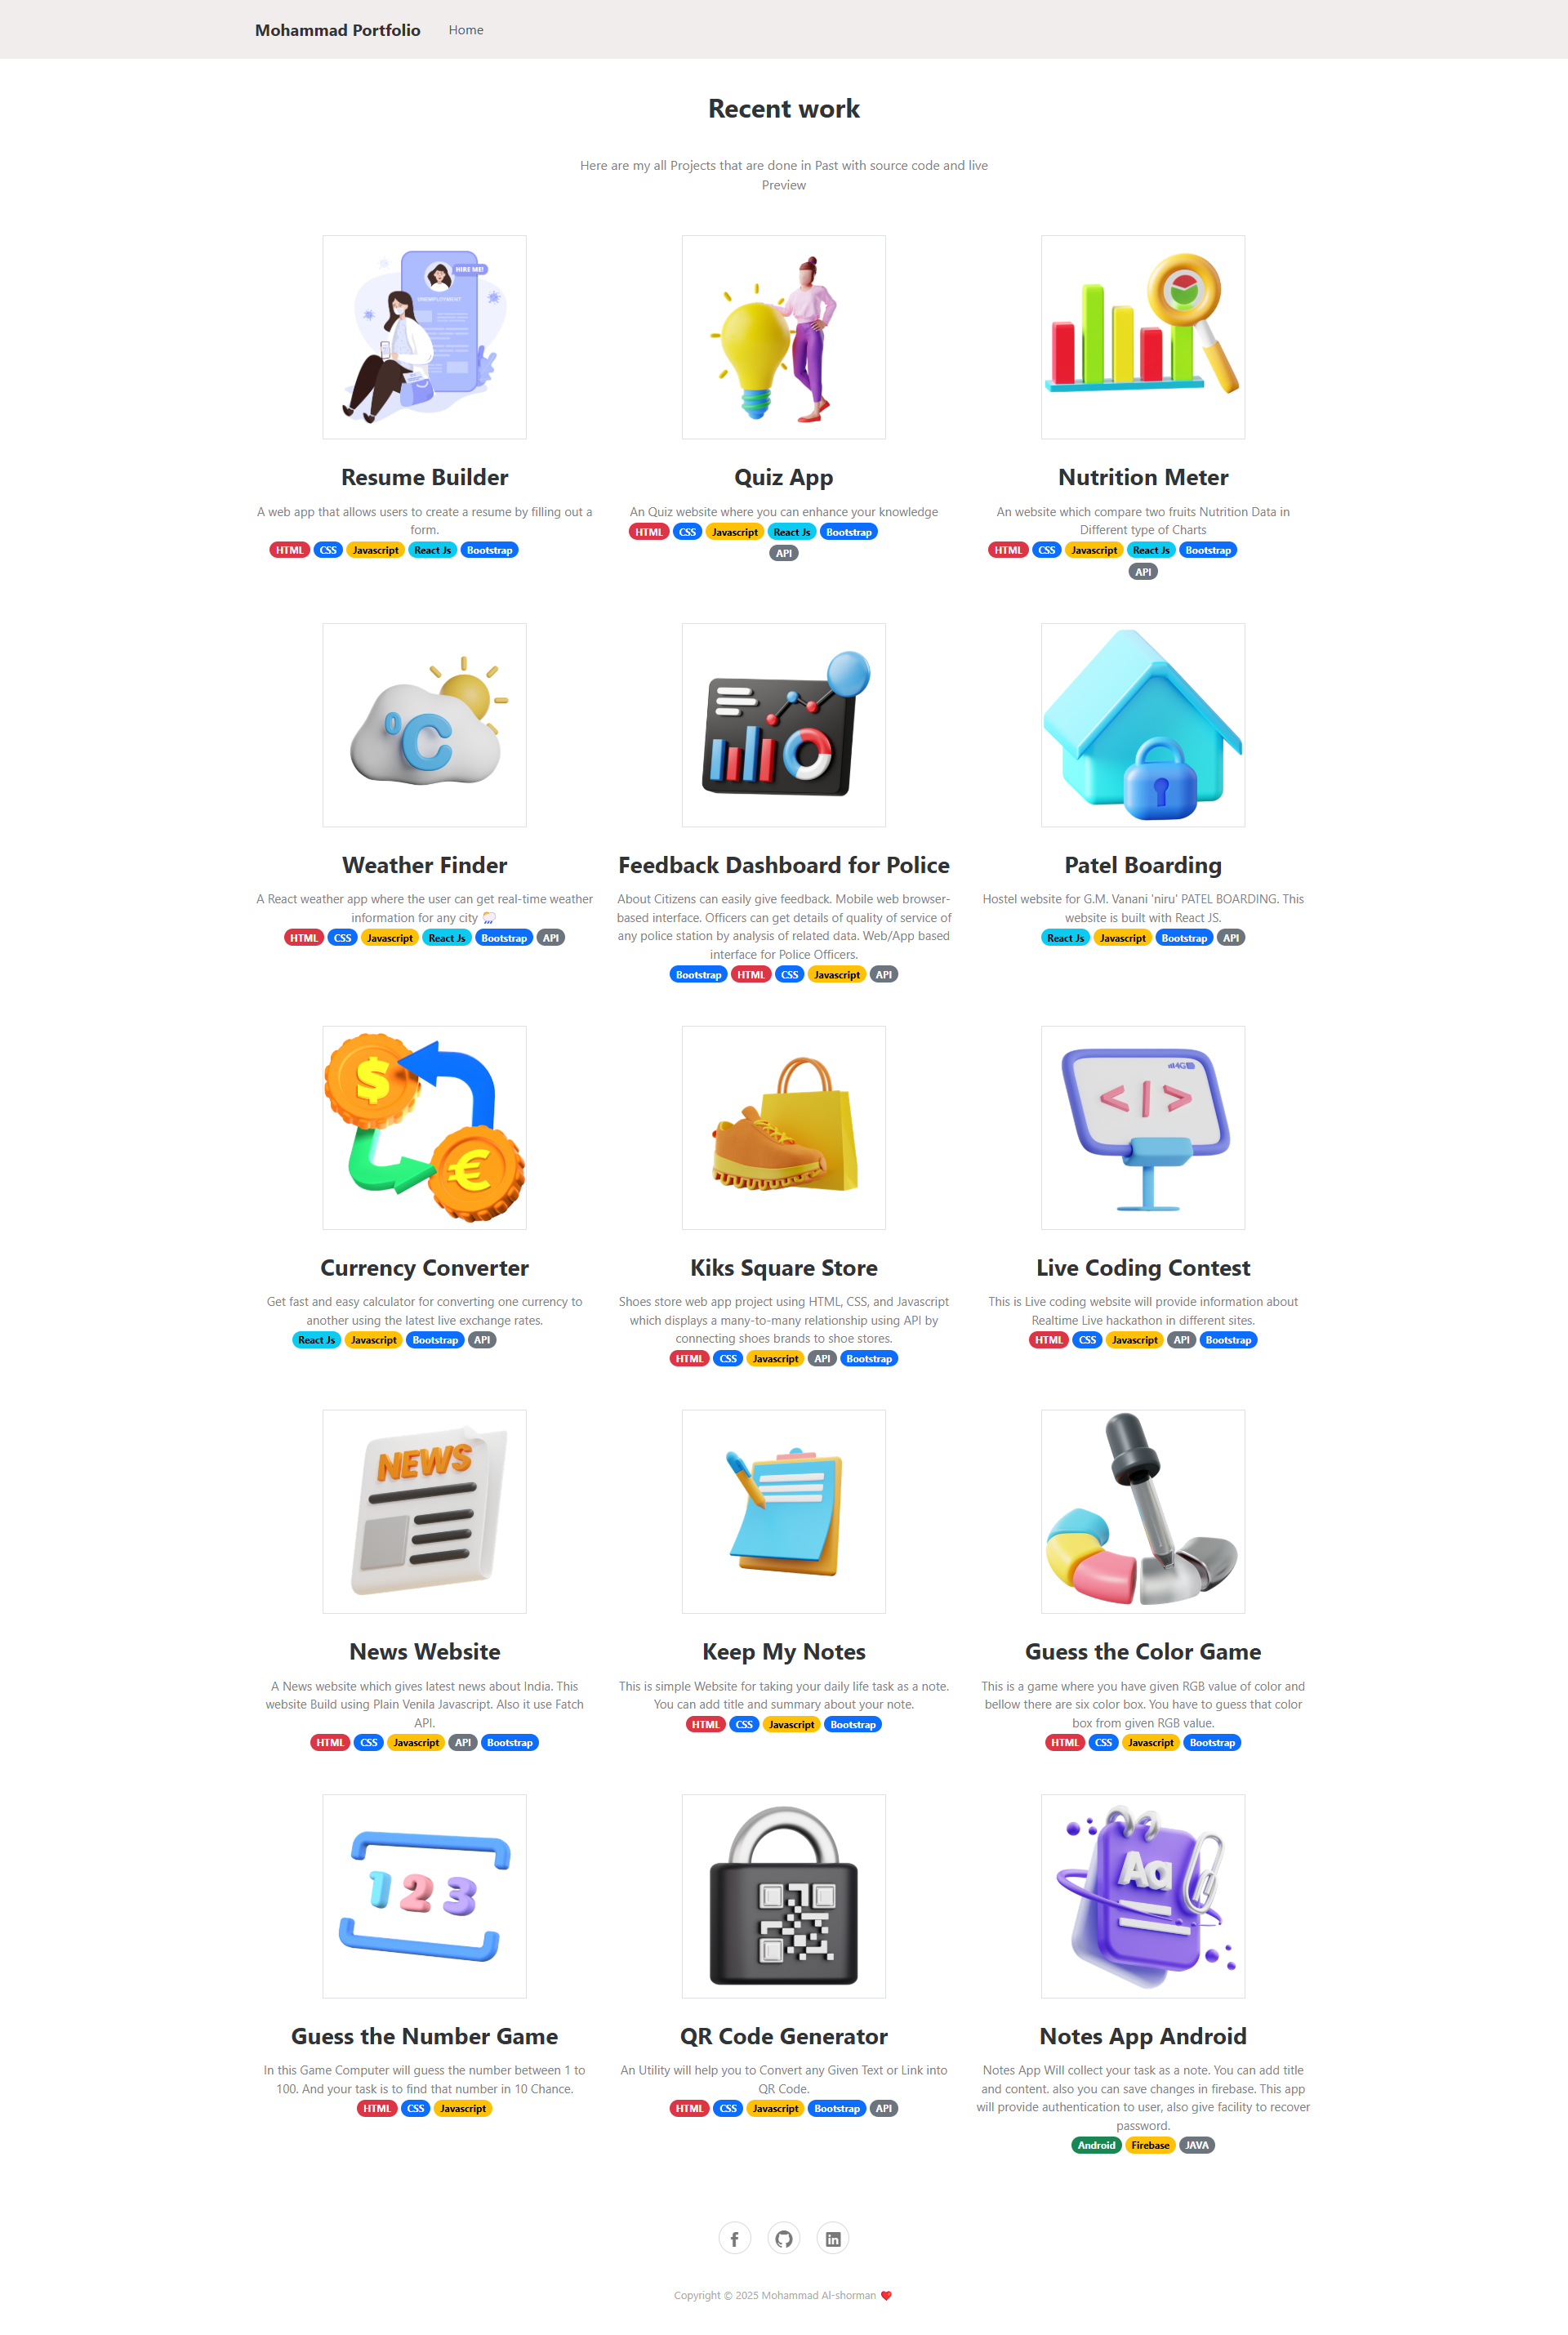 Mohammad Portfolio Home
Recent work
Here are my all Projects that are done in Past with source code and live
Preview
HIRE ME!
Resume Builder
A web app that allows users to create a resume by filling out a
form.
HTML CSS Javascript React Js Bootstrap
Quiz App
An Quiz website where you can enhance your knowledge
HTML CSS Javascript React Js Bootstrap
API
Nutrition Meter
An website which compare two fruits Nutrition Data in
Different type of Charts
HTML CSS Javascript React Js Bootstrap
API
°C
Weather Finder
A React weather app where the user can get real-time weather
information for any city 🌦
HTML CSS Javascript React Js Bootstrap API
Feedback Dashboard for Police
About Citizens can easily give feedback. Mobile web browser-
based interface. Officers can get details of quality of service of
any police station by analysis of related data. Web/App based
interface for Police Officers.
Bootstrap HTML CSS Javascript API
Patel Boarding
Hostel website for G.M. Vanani 'niru' PATEL BOARDING. This
website is built with React JS.
React Js Javascript Bootstrap API
$
€
Currency Converter
Get fast and easy calculator for converting one currency to
another using the latest live exchange rates.
React Js Javascript Bootstrap API
Kiks Square Store
Shoes store web app project using HTML, CSS, and Javascript
which displays a many-to-many relationship using API by
connecting shoes brands to shoe stores.
HTML CSS Javascript API Bootstrap
4G
</>
Live Coding Contest
This is Live coding website will provide information about
Realtime Live hackathon in different sites.
HTML CSS Javascript API Bootstrap
NEWS
News Website
A News website which gives latest news about India. This
website Build using Plain Venila Javascript. Also it use Fatch
API.
HTML CSS Javascript API Bootstrap
Keep My Notes
This is simple Website for taking your daily life task as a note.
You can add title and summary about your note.
HTML CSS Javascript Bootstrap
Guess the Color Game
This is a game where you have given RGB value of color and
bellow there are six color box. You have to guess that color
box from given RGB value.
HTML CSS Javascript Bootstrap
1 2 3
Guess the Number Game
In this Game Computer will guess the number between 1 to
100. And your task is to find that number in 10 Chance.
HTML CSS Javascript
QR Code Generator
An Utility will help you to Convert any Given Text or Link into
QR Code.
HTML CSS Javascript Bootstrap API
Aa
Notes App Android
Notes App Will collect your task as a note. You can add title
and content. also you can save changes in firebase. This app
will provide authentication to user, also give facility to recover
password.
Android Firebase JAVA
f in
Copyright © 2025 Mohammad Al-shorman ❤